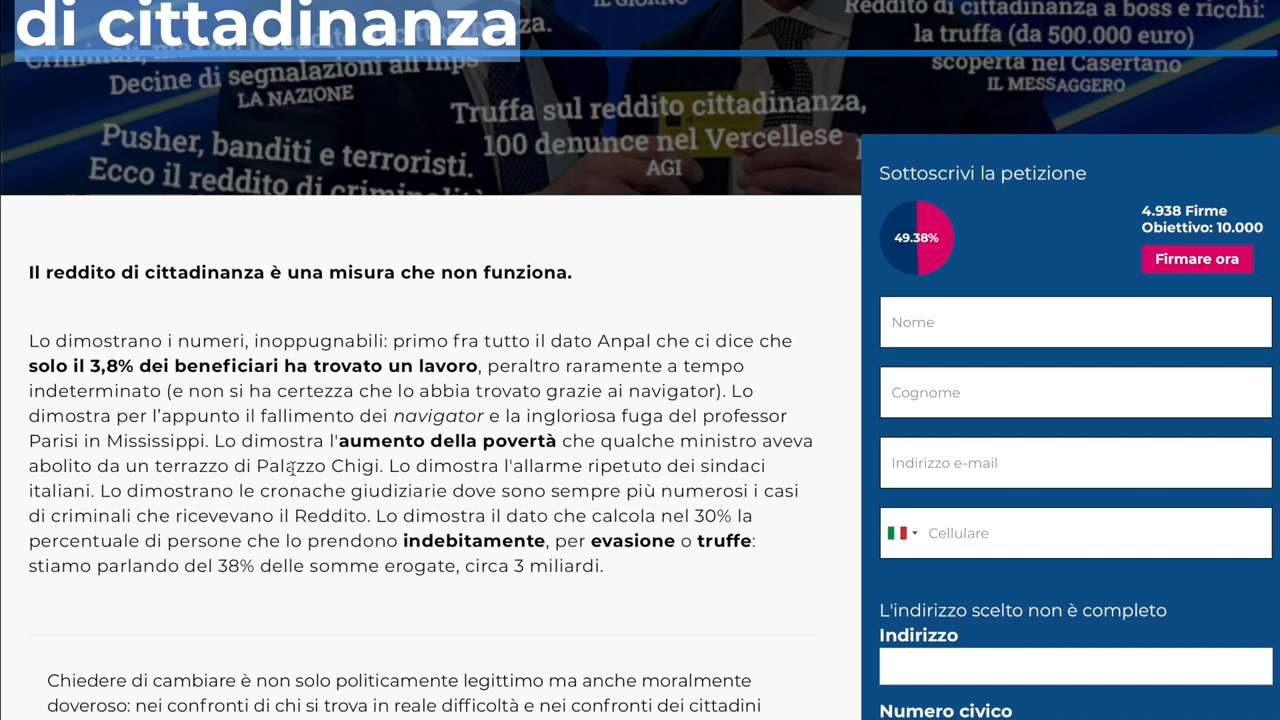 di cittadinanza
IL GIORNO
Reddito di cittadinanza a boss e ricchi:
la truffa (da 500.000 euro)
scoperta nel Casertano
IL MESSAGGERO
Decine di segnalazioni all'Inps
LA NAZIONE
Truffa sul reddito cittadinanza,
100 denunce nel Vercellese
AGI
Pusher, banditi e terroristi.
Ecco il reddito di criminalità
Sottoscrivi la petizione
49.38%
4.938 Firme
Obiettivo: 10.000
Firmare ora
Nome
Cognome
Indirizzo e-mail
Cellulare
L'indirizzo scelto non è completo
Indirizzo
Numero civico
Il reddito di cittadinanza è una misura che non funziona.
Lo dimostrano i numeri, inoppugnabili: primo fra tutto il dato Anpal che ci dice che
solo il 3,8% dei beneficiari ha trovato un lavoro, peraltro raramente a tempo
indeterminato (e non si ha certezza che lo abbia trovato grazie ai navigator). Lo
dimostra per l’appunto il fallimento dei navigator e la ingloriosa fuga del professor
Parisi in Mississippi. Lo dimostra l'aumento della povertà che qualche ministro aveva
abolito da un terrazzo di Palazzo Chigi. Lo dimostra l'allarme ripetuto dei sindaci
italiani. Lo dimostrano le cronache giudiziarie dove sono sempre più numerosi i casi
di criminali che ricevevano il Reddito. Lo dimostra il dato che calcola nel 30% la
percentuale di persone che lo prendono indebitamente, per evasione o truffe:
stiamo parlando del 38% delle somme erogate, circa 3 miliardi.
Chiedere di cambiare è non solo politicamente legittimo ma anche moralmente
doveroso: nei confronti di chi si trova in reale difficoltà e nei confronti dei cittadini